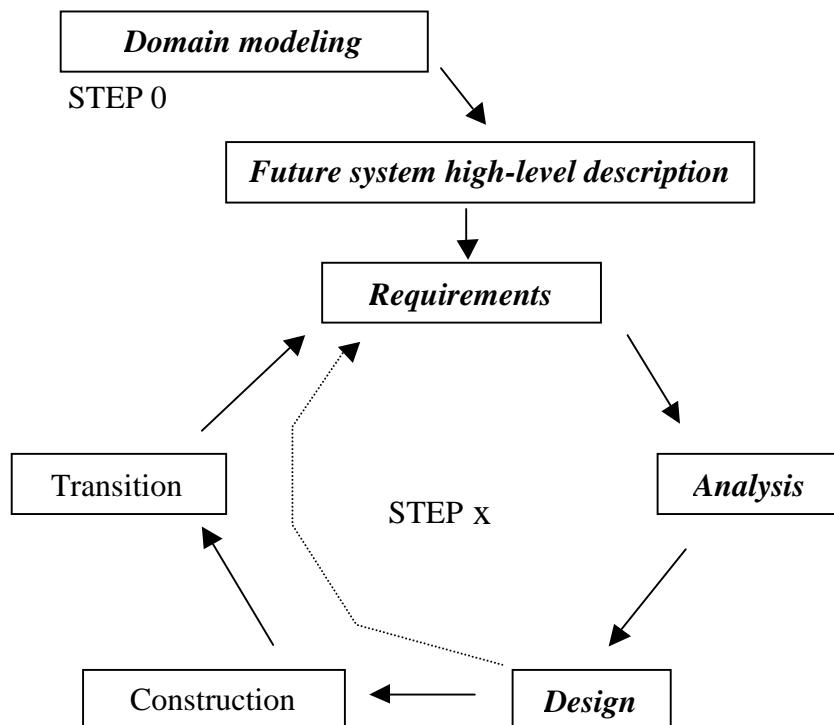 Domain modeling
STEP 0
Future system high-level description
Requirements
Transition
Analysis
STEP x
Construction
Design